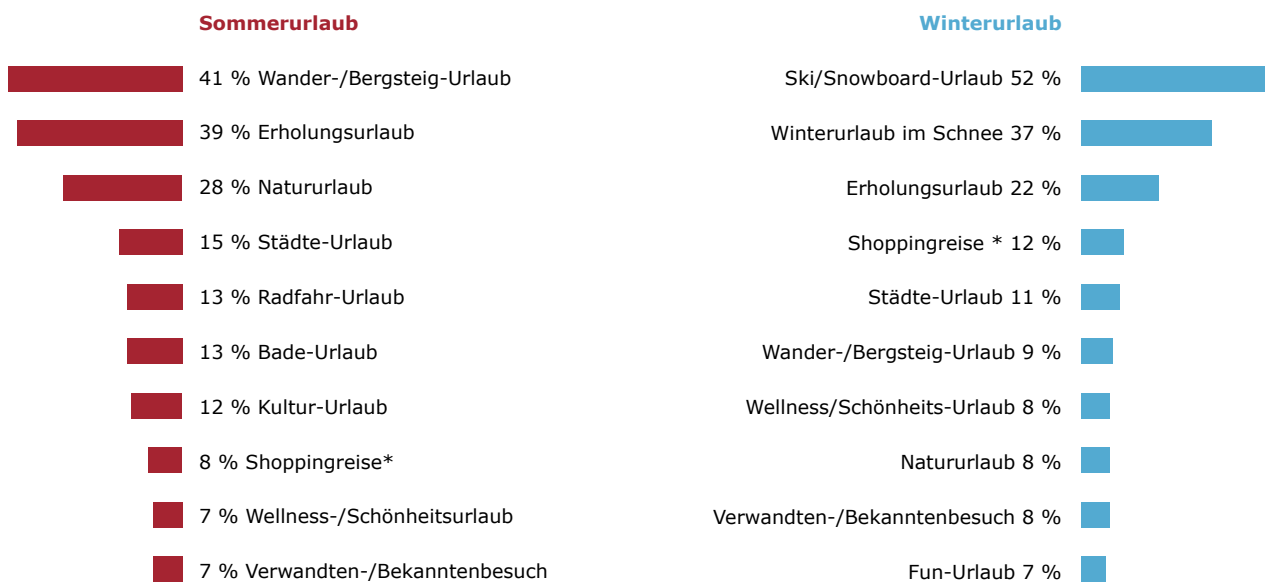 Sommerurlaub
41 % Wander-/Bergsteig-Urlaub
39 % Erholungsurlaub
28 % Natururlaub
15 % Städte-Urlaub
13 % Radfahr-Urlaub
13 % Bade-Urlaub
12 % Kultur-Urlaub
8 % Shoppingreise*
7 % Wellness-/Schönheitsurlaub
7 % Verwandten-/Bekanntenbesuch
Winterurlaub
Ski/Snowboard-Urlaub 52 %
Winterurlaub im Schnee 37 %
Erholungsurlaub 22 %
Shoppingreise * 12 %
Städte-Urlaub 11 %
Wander-/Bergsteig-Urlaub 9 %
Wellness/Schönheits-Urlaub 8 %
Natururlaub 8 %
Verwandten-/Bekanntenbesuch 8 %
Fun-Urlaub 7 %